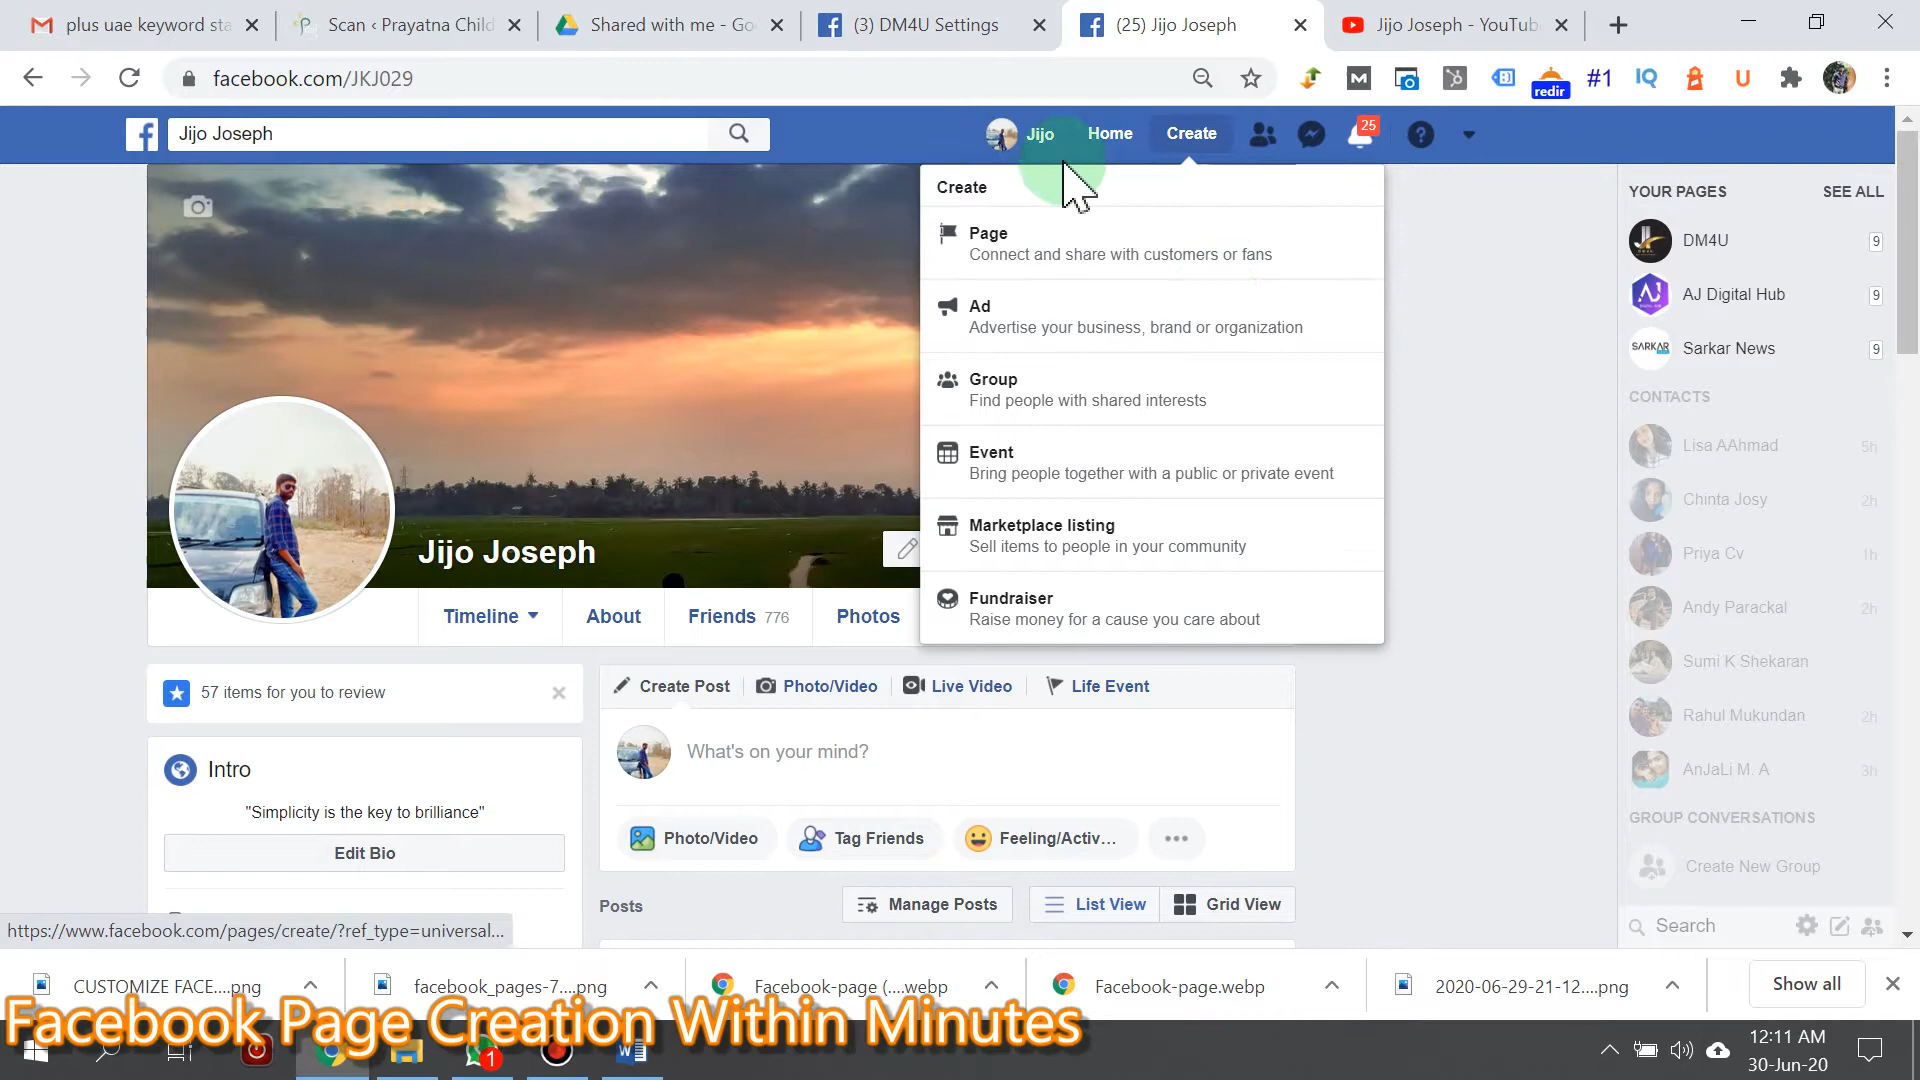 plus uae keyword sta
Scan ‹ Prayatna Child
Shared with me - Go
(3) DM4U Settings
(25) Jijo Joseph
Jijo Joseph - YouTub
facebook.com/JKJ029
redir
#1
IQ
U
Jijo Joseph
Jijo
Home
Create
25
Create
Page
Connect and share with customers or fans
Ad
Advertise your business, brand or organization
Group
Find people with shared interests
Event
Bring people together with a public or private event
Marketplace listing
Sell items to people in your community
Fundraiser
Raise money for a cause you care about
YOUR PAGES
SEE ALL
DM4U
9
AJ Digital Hub
9
SARKAR
Sarkar News
9
CONTACTS
Lisa AAhmad
5h
Chinta Josy
2h
Priya Cv
1h
Andy Parackal
2h
Sumi K Shekaran
Rahul Mukundan
2h
AnJaLi M. A
3h
GROUP CONVERSATIONS
Create New Group
Search
Jijo Joseph
Timeline
About
Friends 776
Photos
57 items for you to review
Intro
"Simplicity is the key to brilliance"
Edit Bio
Create Post
Photo/Video
Live Video
Life Event
What's on your mind?
Photo/Video
Tag Friends
Feeling/Activ...
Posts
Manage Posts
List View
Grid View
https://www.facebook.com/pages/create/?ref_type=universal...
CUSTOMIZE FACE....png
facebook_pages-7....png
Facebook-page (....webp
Facebook-page.webp
2020-06-29-21-12....png
Show all
Facebook Page Creation Within Minutes
1
12:11 AM
30-Jun-20